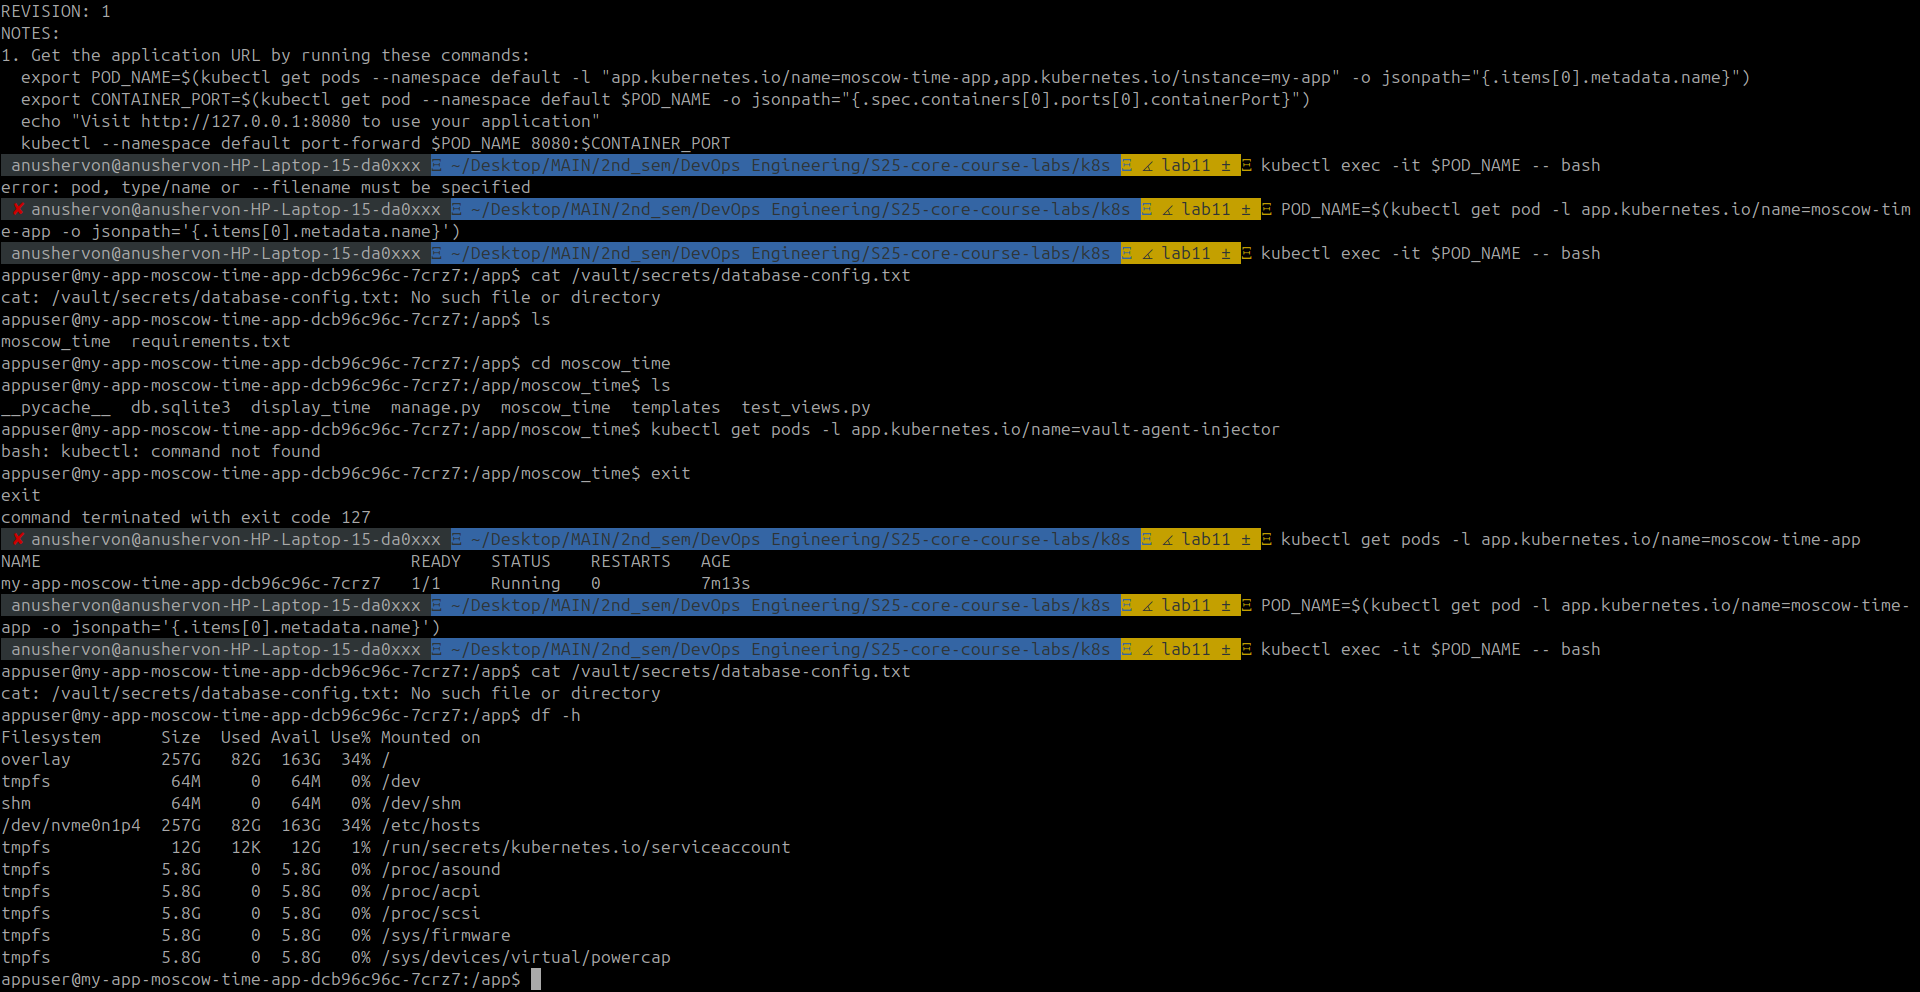 REVISION: 1
NOTES:
1. Get the application URL by running these commands:
  export POD_NAME=$(kubectl get pods --namespace default -l "app.kubernetes.io/name=moscow-time-app,app.kubernetes.io/instance=my-app" -o jsonpath="{.items[0].metadata.name}")
  export CONTAINER_PORT=$(kubectl get pod --namespace default $POD_NAME -o jsonpath="{.spec.containers[0].ports[0].containerPort}")
  echo "Visit http://127.0.0.1:8080 to use your application"
  kubectl --namespace default port-forward $POD_NAME 8080:$CONTAINER_PORT
 anushervon@anushervon-HP-Laptop-15-da0xxx Ξ ~/Desktop/MAIN/2nd_sem/DevOps Engineering/S25-core-course-labs/k8s Ξ ∡ lab11 ± Ξ kubectl exec -it $POD_NAME -- bash
error: pod, type/name or --filename must be specified
 ✘ anushervon@anushervon-HP-Laptop-15-da0xxx Ξ ~/Desktop/MAIN/2nd_sem/DevOps Engineering/S25-core-course-labs/k8s Ξ ∡ lab11 ± Ξ POD_NAME=$(kubectl get pod -l app.kubernetes.io/name=moscow-tim
e-app -o jsonpath='{.items[0].metadata.name}')
 anushervon@anushervon-HP-Laptop-15-da0xxx Ξ ~/Desktop/MAIN/2nd_sem/DevOps Engineering/S25-core-course-labs/k8s Ξ ∡ lab11 ± Ξ kubectl exec -it $POD_NAME -- bash
appuser@my-app-moscow-time-app-dcb96c96c-7crz7:/app$ cat /vault/secrets/database-config.txt
cat: /vault/secrets/database-config.txt: No such file or directory
appuser@my-app-moscow-time-app-dcb96c96c-7crz7:/app$ ls
moscow_time  requirements.txt
appuser@my-app-moscow-time-app-dcb96c96c-7crz7:/app$ cd moscow_time
appuser@my-app-moscow-time-app-dcb96c96c-7crz7:/app/moscow_time$ ls
__pycache__  db.sqlite3  display_time  manage.py  moscow_time  templates  test_views.py
appuser@my-app-moscow-time-app-dcb96c96c-7crz7:/app/moscow_time$ kubectl get pods -l app.kubernetes.io/name=vault-agent-injector
bash: kubectl: command not found
appuser@my-app-moscow-time-app-dcb96c96c-7crz7:/app/moscow_time$ exit
exit
command terminated with exit code 127
 ✘ anushervon@anushervon-HP-Laptop-15-da0xxx Ξ ~/Desktop/MAIN/2nd_sem/DevOps Engineering/S25-core-course-labs/k8s Ξ ∡ lab11 ± Ξ kubectl get pods -l app.kubernetes.io/name=moscow-time-app
NAME                                     READY   STATUS    RESTARTS   AGE
my-app-moscow-time-app-dcb96c96c-7crz7   1/1     Running   0          7m13s
 anushervon@anushervon-HP-Laptop-15-da0xxx Ξ ~/Desktop/MAIN/2nd_sem/DevOps Engineering/S25-core-course-labs/k8s Ξ ∡ lab11 ± Ξ POD_NAME=$(kubectl get pod -l app.kubernetes.io/name=moscow-time-
app -o jsonpath='{.items[0].metadata.name}')
 anushervon@anushervon-HP-Laptop-15-da0xxx Ξ ~/Desktop/MAIN/2nd_sem/DevOps Engineering/S25-core-course-labs/k8s Ξ ∡ lab11 ± Ξ kubectl exec -it $POD_NAME -- bash
appuser@my-app-moscow-time-app-dcb96c96c-7crz7:/app$ cat /vault/secrets/database-config.txt
cat: /vault/secrets/database-config.txt: No such file or directory
appuser@my-app-moscow-time-app-dcb96c96c-7crz7:/app$ df -h
Filesystem      Size  Used Avail Use% Mounted on
overlay         257G   82G  163G  34% /
tmpfs            64M     0   64M   0% /dev
shm              64M     0   64M   0% /dev/shm
/dev/nvme0n1p4  257G   82G  163G  34% /etc/hosts
tmpfs            12G   12K   12G   1% /run/secrets/kubernetes.io/serviceaccount
tmpfs           5.8G     0  5.8G   0% /proc/asound
tmpfs           5.8G     0  5.8G   0% /proc/acpi
tmpfs           5.8G     0  5.8G   0% /proc/scsi
tmpfs           5.8G     0  5.8G   0% /sys/firmware
tmpfs           5.8G     0  5.8G   0% /sys/devices/virtual/powercap
appuser@my-app-moscow-time-app-dcb96c96c-7crz7:/app$